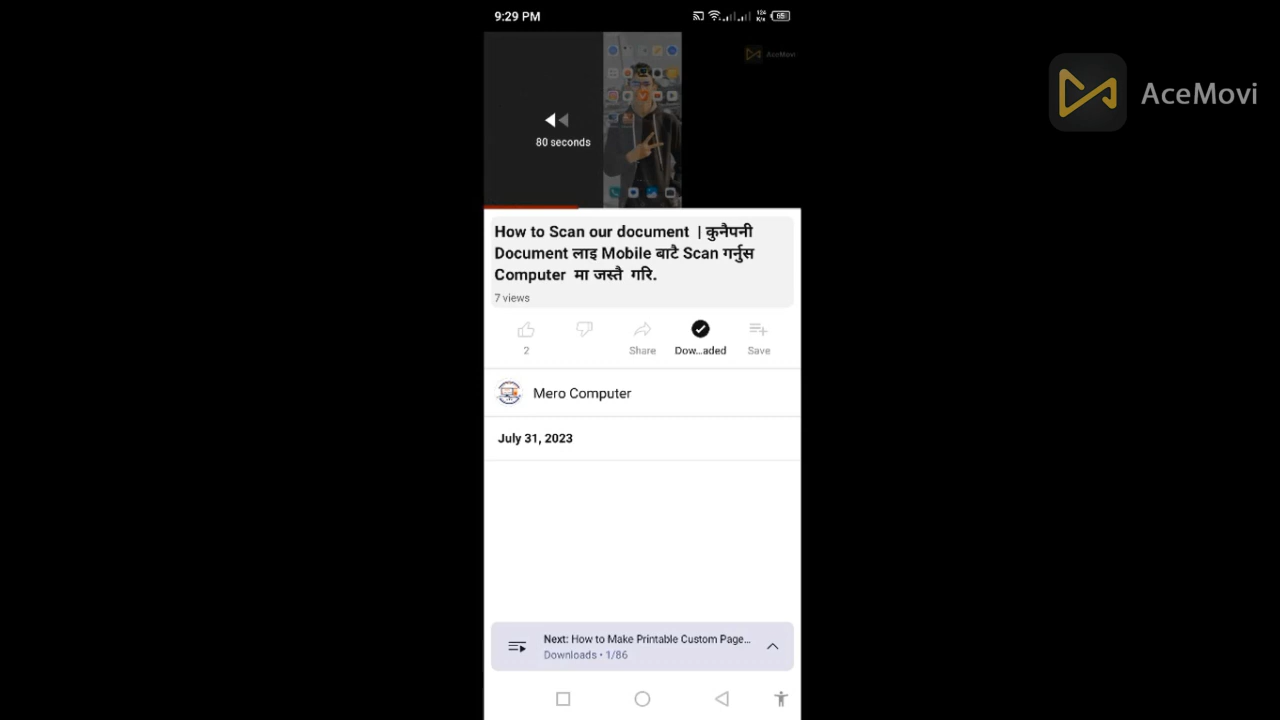 9:29 PM
124
K/s
65
AceMovi
AceMovi
80 seconds
How to Scan our document | कुनैपनी
Document लाइ Mobile बाटै Scan गर्नुस
Computer मा जस्तै गरि.
7 views
2
Share
Dow...aded
Save
Mero Computer
July 31, 2023
Next: How to Make Printable Custom Page...
Downloads • 1/86